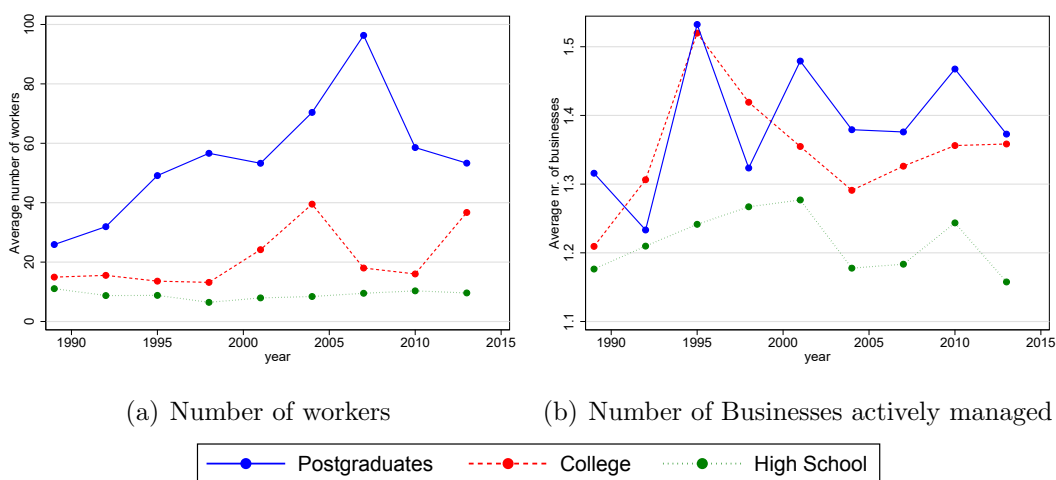 Average number of workers
100
80
60
40
20
0
1990 1995 2000 2005 2010 2015
year
(a) Number of workers
Average nr. of businesses
1.5
1.4
1.3
1.2
1.1
1990 1995 2000 2005 2010 2015
year
(b) Number of Businesses actively managed
Postgraduates College High School